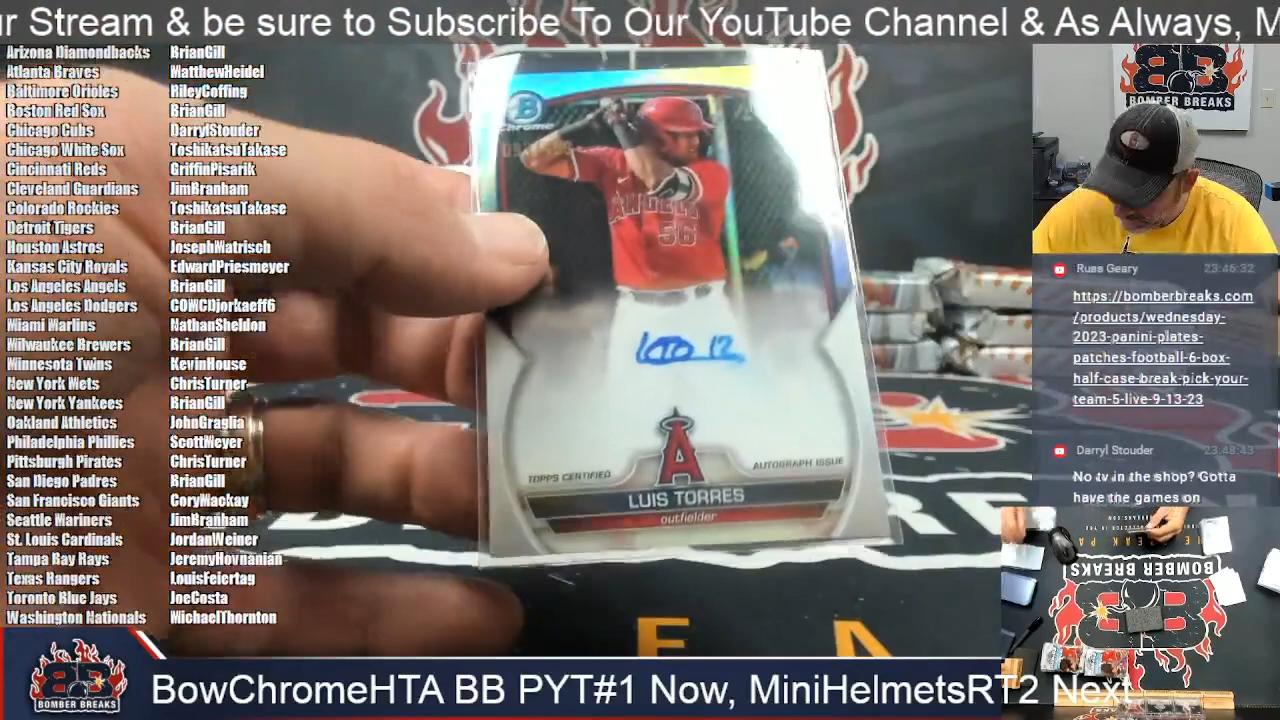 ur Stream & be sure to Subscribe To Our YouTube Channel & As Always, M
Arizona Diamondbacks BrianGill
Atlanta Braves MatthewHeidel
Baltimore Orioles RileyCoffing
Boston Red Sox BrianGill
Chicago Cubs DarrylStouder
Chicago White Sox ToshikatsuTakase
Cincinnati Reds GriffinPisarik
Cleveland Guardians JimBranham
Colorado Rockies ToshikatsuTakase
Detroit Tigers BrianGill
Houston Astros JosephMatrisch
Kansas City Royals EdwardPriesmeyer
Los Angeles Angels BrianGill
Los Angeles Dodgers COWCDjorkaeff6
Miami Marlins NathanSheldon
Milwaukee Brewers BrianGill
Minnesota Twins KevinHouse
New York Mets ChrisTurner
New York Yankees BrianGill
Oakland Athletics JohnGraglia
Philadelphia Phillies ScottMeyer
Pittsburgh Pirates ChrisTurner
San Diego Padres BrianGill
San Francisco Giants CoryMackay
Seattle Mariners JimBranham
St. Louis Cardinals JordanWeiner
Tampa Bay Rays JeremyHovnanian
Texas Rangers LouisFeiertag
Toronto Blue Jays JoeCosta
Washington Nationals MichaelThornton
B
Chrome
ANGELS
56
A
TOPPS CERTIFIED
AUTOGRAPH ISSUE
LUIS TORRES
outfielder
E A
BOMBER BREAKS
Russ Geary 23:46:32
https://bomberbreaks.com
/products/wednesday-
2023-panini-plates-
patches-football-6-box-
half-case-break-pick-your-
team-5-live-9-13-23
Darryl Stouder 23:48:43
No tv in the shop? Gotta
have the games on
BOMBER BREAKS
BOMBER BREAKS
BowChromeHTA BB PYT#1 Now, MiniHelmetsRT2 Next